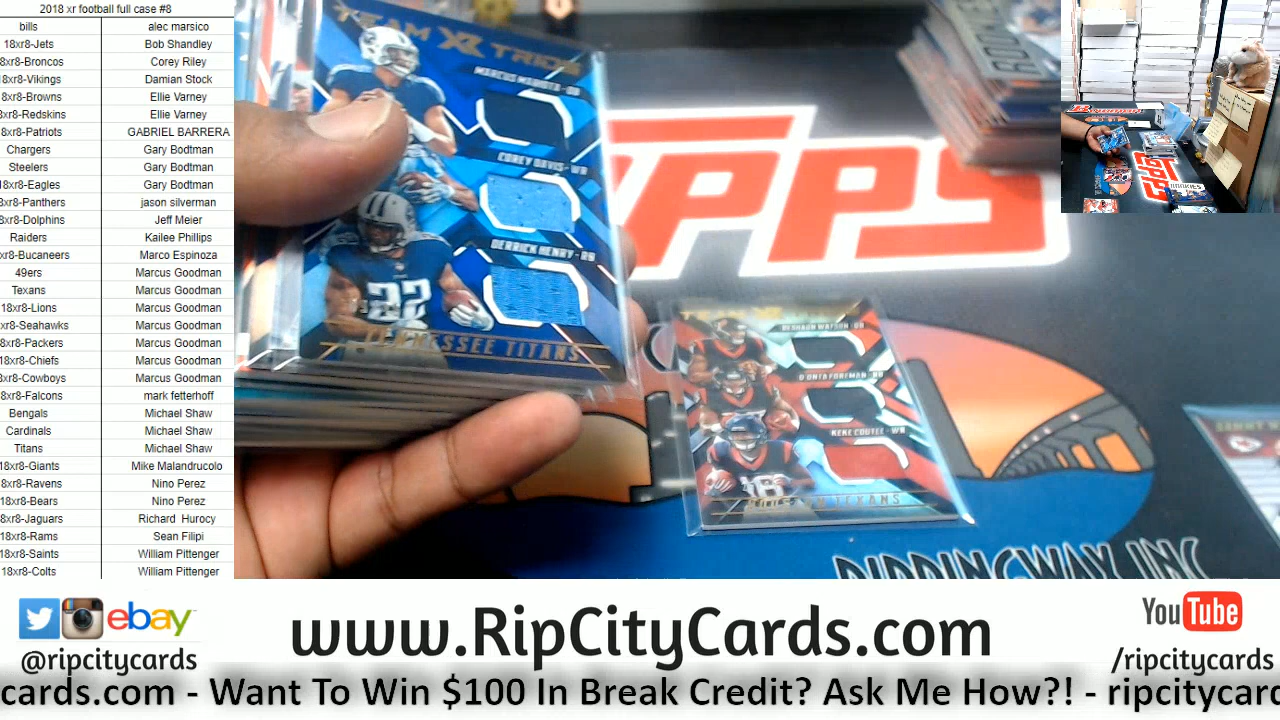 2018 xr football full case #8
bills alec marsico
18xr8-Jets Bob Shandley
8xr8-Broncos Corey Riley
8xr8-Vikings Damian Stock
8xr8-Browns Ellie Varney
8xr8-Redskins Ellie Varney
8xr8-Patriots GABRIEL BARRERA
Chargers Gary Bodtman
Steelers Gary Bodtman
18xr8-Eagles Gary Bodtman
8xr8-Panthers jason silverman
8xr8-Dolphins Jeff Meier
Raiders Kailee Phillips
xr8-Bucaneers Marco Espinoza
49ers Marcus Goodman
Texans Marcus Goodman
18xr8-Lions Marcus Goodman
xr8-Seahawks Marcus Goodman
8xr8-Packers Marcus Goodman
18xr8-Chiefs Marcus Goodman
8xr8-Cowboys Marcus Goodman
8xr8-Falcons mark fetterhoff
Bengals Michael Shaw
Cardinals Michael Shaw
Titans Michael Shaw
18xr8-Giants Mike Malandrucolo
8xr8-Ravens Nino Perez
18xr8-Bears Nino Perez
8xr8-Jaguars Richard Hurocy
18xr8-Rams Sean Filipi
18xr8-Saints William Pittenger
18xr8-Colts William Pittenger
TEAM XR TRIOS
MARCUS MARIOTA-QB
COREY DAVIS-WR
DERRICK HENRY-RB
22
TENNESSEE TITANS
TOPPS
DESHAUN WATSON-QB
D'ONTA FOREMAN-RB
KEKE COUTEE-WR
HOUSTON TEXANS
RIPPINGWAX INC
ROOKIES
ebay
@ripcitycards
www.RipCityCards.com
YouTube
/ripcitycards
cards.com - Want To Win $100 In Break Credit? Ask Me How?! - ripcitycard